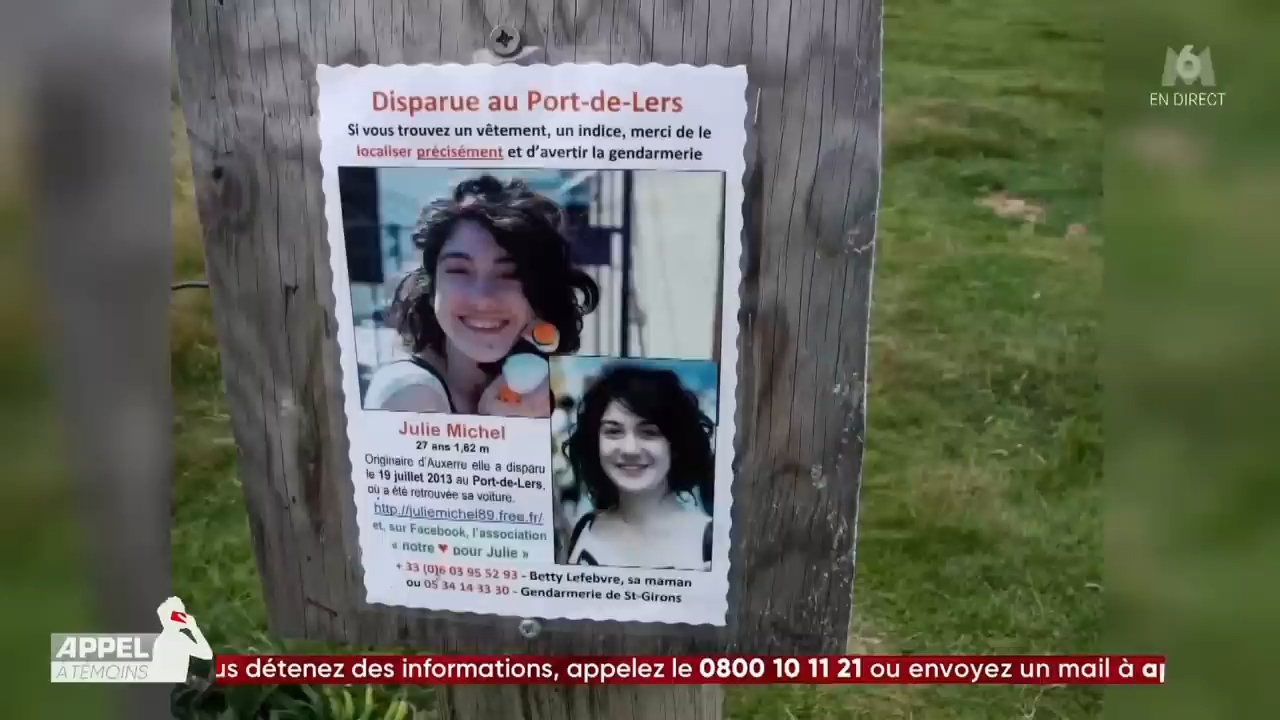 M6
EN DIRECT
Disparue au Port-de-Lers
Si vous trouvez un vêtement, un indice, merci de le
localiser précisément et d'avertir la gendarmerie
Julie Michel
27 ans 1,62 m
Originaire d'Auxerre elle a disparu
le 19 juillet 2013 au Port-de-Lers,
où a été retrouvée sa voiture.
http://juliemichel89.free.fr/
et, sur Facebook, l'association
« notre ♥ pour Julie »
+ 33 (0)6 03 95 52 93 - Betty Lefebvre, sa maman
ou 05 34 14 33 30 - Gendarmerie de St-Girons
APPEL
À TÉMOINS
us détenez des informations, appelez le 0800 10 11 21 ou envoyez un mail à ap